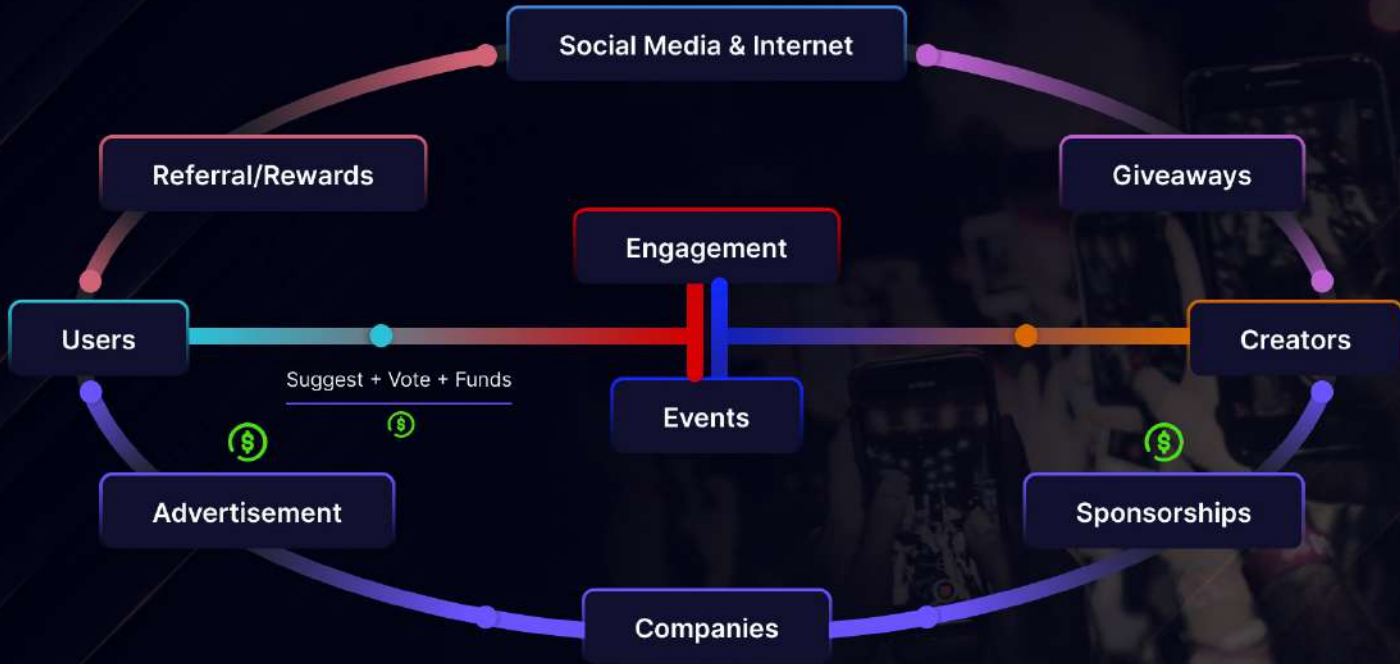 Social Media & Internet
Referral/Rewards
Giveaways
Engagement
Users
Creators
Suggest + Vote + Funds
$
Events
$
$
Advertisement
Sponsorships
Companies